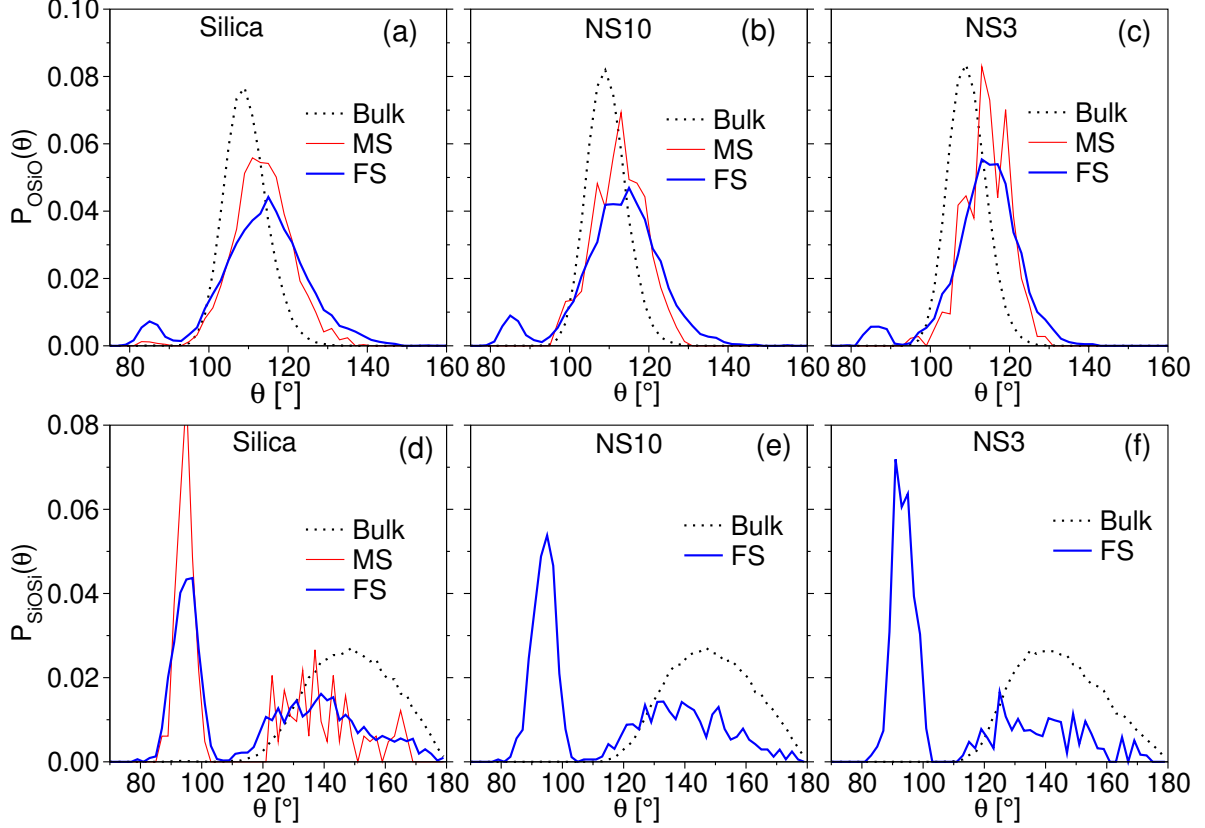 0.10
0.08
0.06
0.04
0.02
0.00
P_OSiO(θ)
Silica
(a)
Bulk
MS
FS
100 120 140 160
θ [°]
NS10
(b)
Bulk
MS
FS
80 100 120 140 160
θ [°]
NS3
(c)
Bulk
MS
FS
80 100 120 140 160
θ [°]
0.08
0.06
0.04
0.02
0.00
P_SiOSi(θ)
Silica
(d)
Bulk
MS
FS
80 100 120 140 160
θ [°]
NS10
(e)
Bulk
FS
80 100 120 140 160 180
θ [°]
NS3
(f)
Bulk
FS
80 100 120 140 160 180
θ [°]